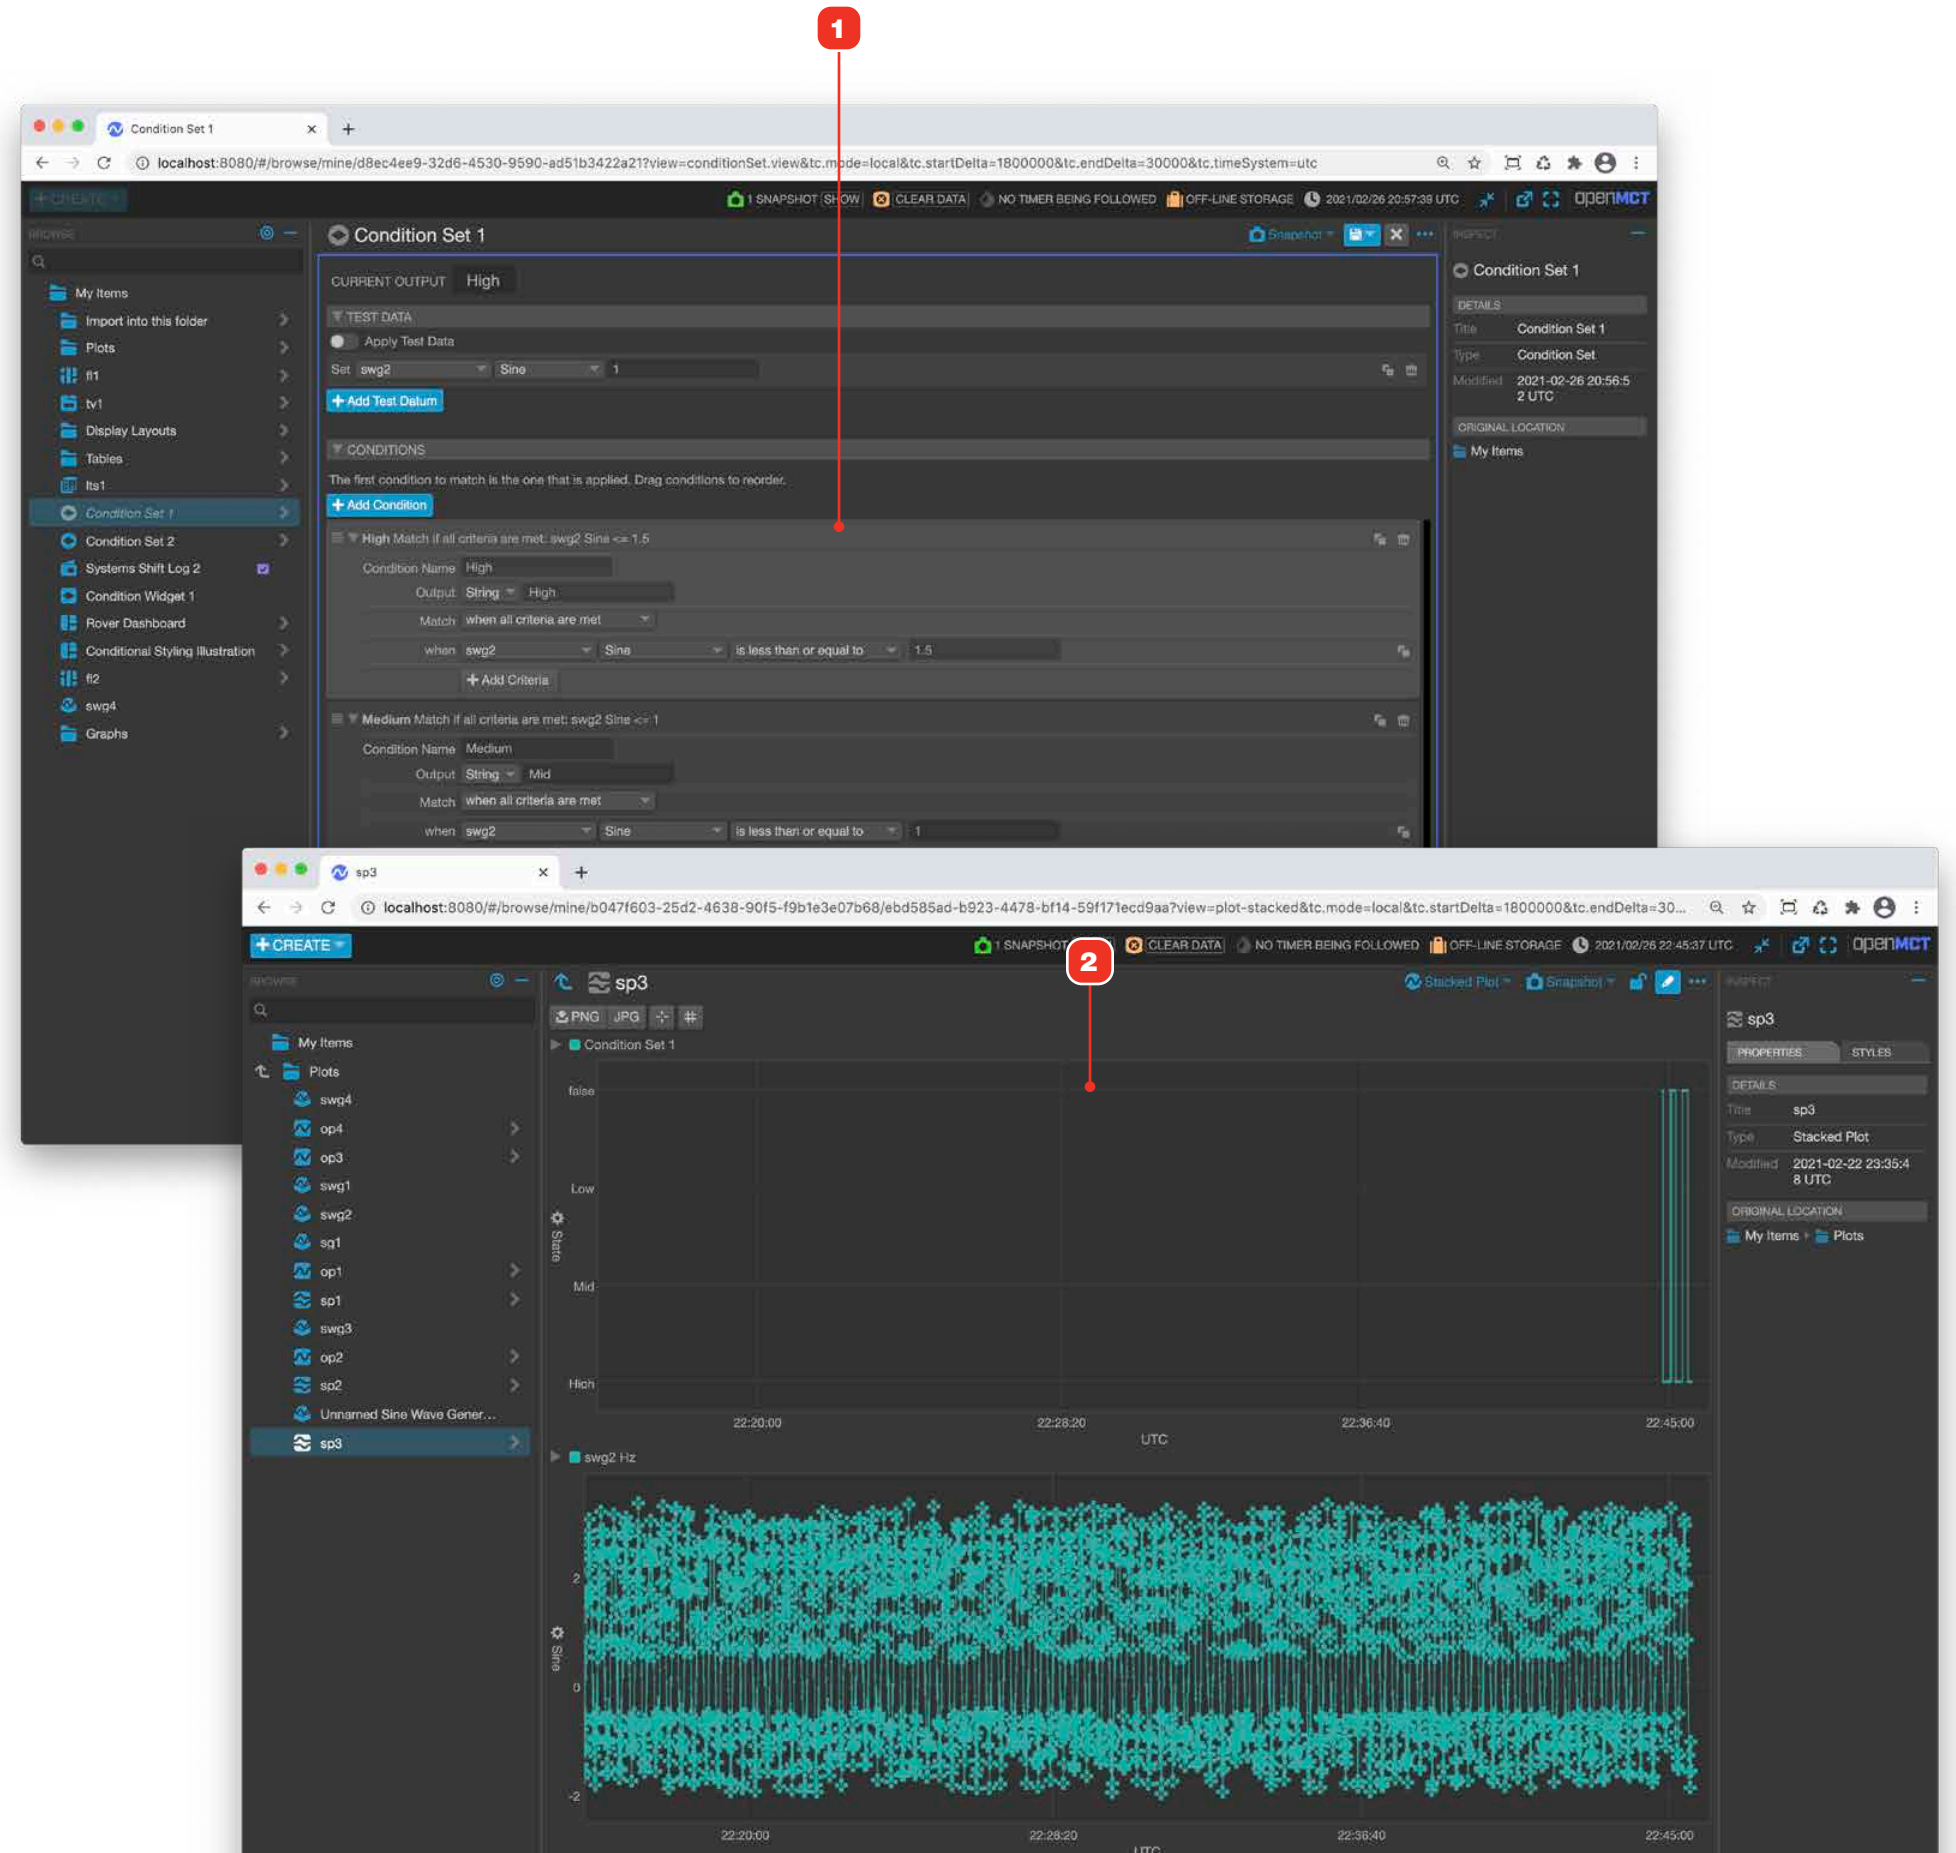 1
Condition Set 1
localhost:8080/#/browse/mine/d8ec4ee9-32d6-4530-9590-ad51b3422a21?view=conditionSet.view&tc.mode=local&tc.startDelta=1800000&tc.endDelta=30000&tc.timeSystem=utc
+ CREATE
1 SNAPSHOT SHOW CLEAR DATA NO TIMER BEING FOLLOWED OFF-LINE STORAGE 2021/02/26 20:57:39 UTC openMCT
BROWSE
Condition Set 1
Snapshot
INSPECT
My Items
Import into this folder
Plots
fl1
tv1
Display Layouts
Tables
lts1
Condition Set 1
Condition Set 2
Systems Shift Log 2
Condition Widget 1
Rover Dashboard
Conditional Styling Illustration
fl2
swg4
Graphs
CURRENT OUTPUT High
TEST DATA
Apply Test Data
Set swg2 Sine 1
+ Add Test Datum
CONDITIONS
The first condition to match is the one that is applied. Drag conditions to reorder.
+ Add Condition
High Match if all criteria are met: swg2 Sine <= 1.5
Condition Name High
Output String High
Match when all criteria are met
when swg2 Sine is less than or equal to 1.5
+ Add Criteria
Medium Match if all criteria are met: swg2 Sine <= 1
Condition Name Medium
Output String Mid
Match when all criteria are met
when swg2 Sine is less than or equal to 1
Condition Set 1
DETAILS
Title Condition Set 1
Type Condition Set
Modified 2021-02-26 20:56:5
2 UTC
ORIGINAL LOCATION
My Items
sp3
localhost:8080/#/browse/mine/b047f603-25d2-4638-90f5-f9b1e3e07b68/ebd585ad-b923-4478-bf14-59f171ecd9aa?view=plot-stacked&tc.mode=local&tc.startDelta=1800000&tc.endDelta=30...
+ CREATE
1 SNAPSHOT CLEAR DATA NO TIMER BEING FOLLOWED OFF-LINE STORAGE 2021/02/26 22:45:37 UTC openMCT
2
BROWSE
sp3
Stacked Plot Snapshot
INSPECT
My Items
Plots
swg4
op4
op3
swg1
swg2
sg1
op1
sp1
swg3
op2
sp2
Unnamed Sine Wave Gener...
sp3
PNG JPG
Condition Set 1
false
Low
Mid
High
State
22:20:00 22:28:20 22:36:40 22:45:00
UTC
swg2 Hz
2
0
-2
Sine
22:20:00 22:28:20 22:36:40 22:45:00
UTC
sp3
PROPERTIES STYLES
DETAILS
Title sp3
Type Stacked Plot
Modified 2021-02-22 23:35:4
8 UTC
ORIGINAL LOCATION
My Items Plots